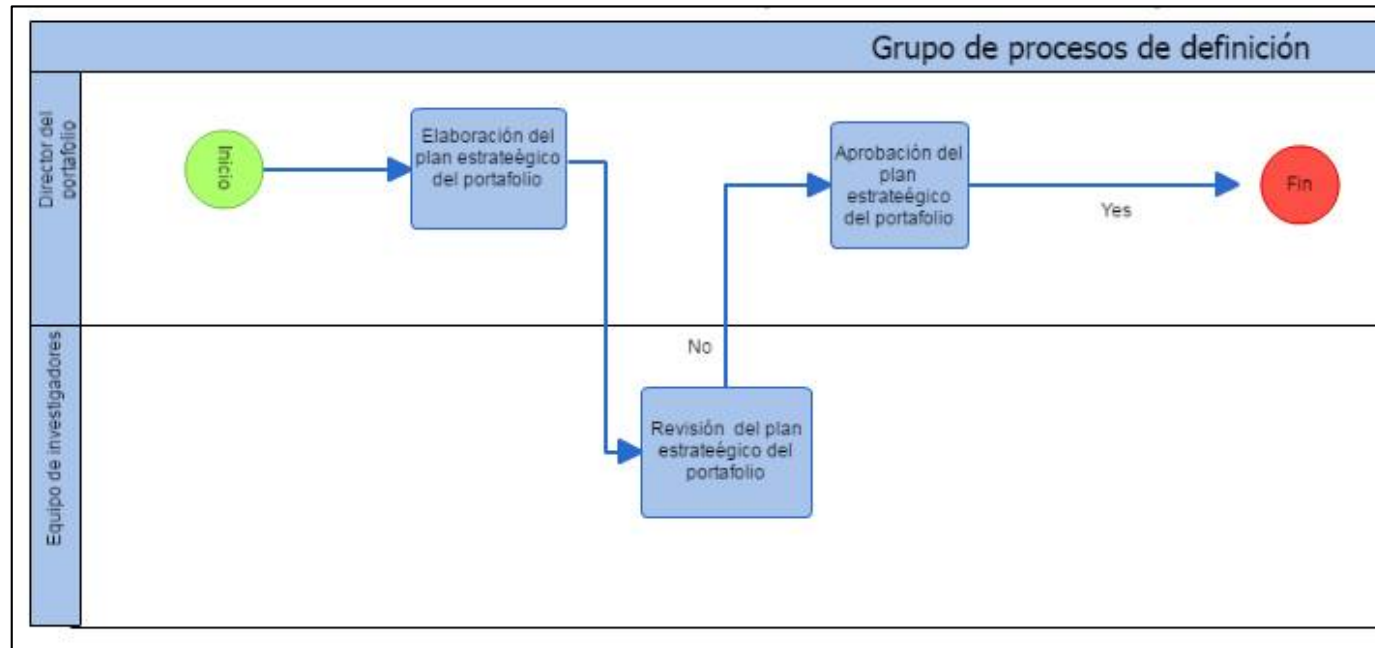 Grupo de procesos de definición
Director del
portafolio
Inicio
Elaboración del
plan estrateégico
del portafolio
Aprobación del
plan
estrateégico
del portafolio
Yes
Fin
Equipo de investigadores
No
Revisión del plan
estrateégico del
portafolio